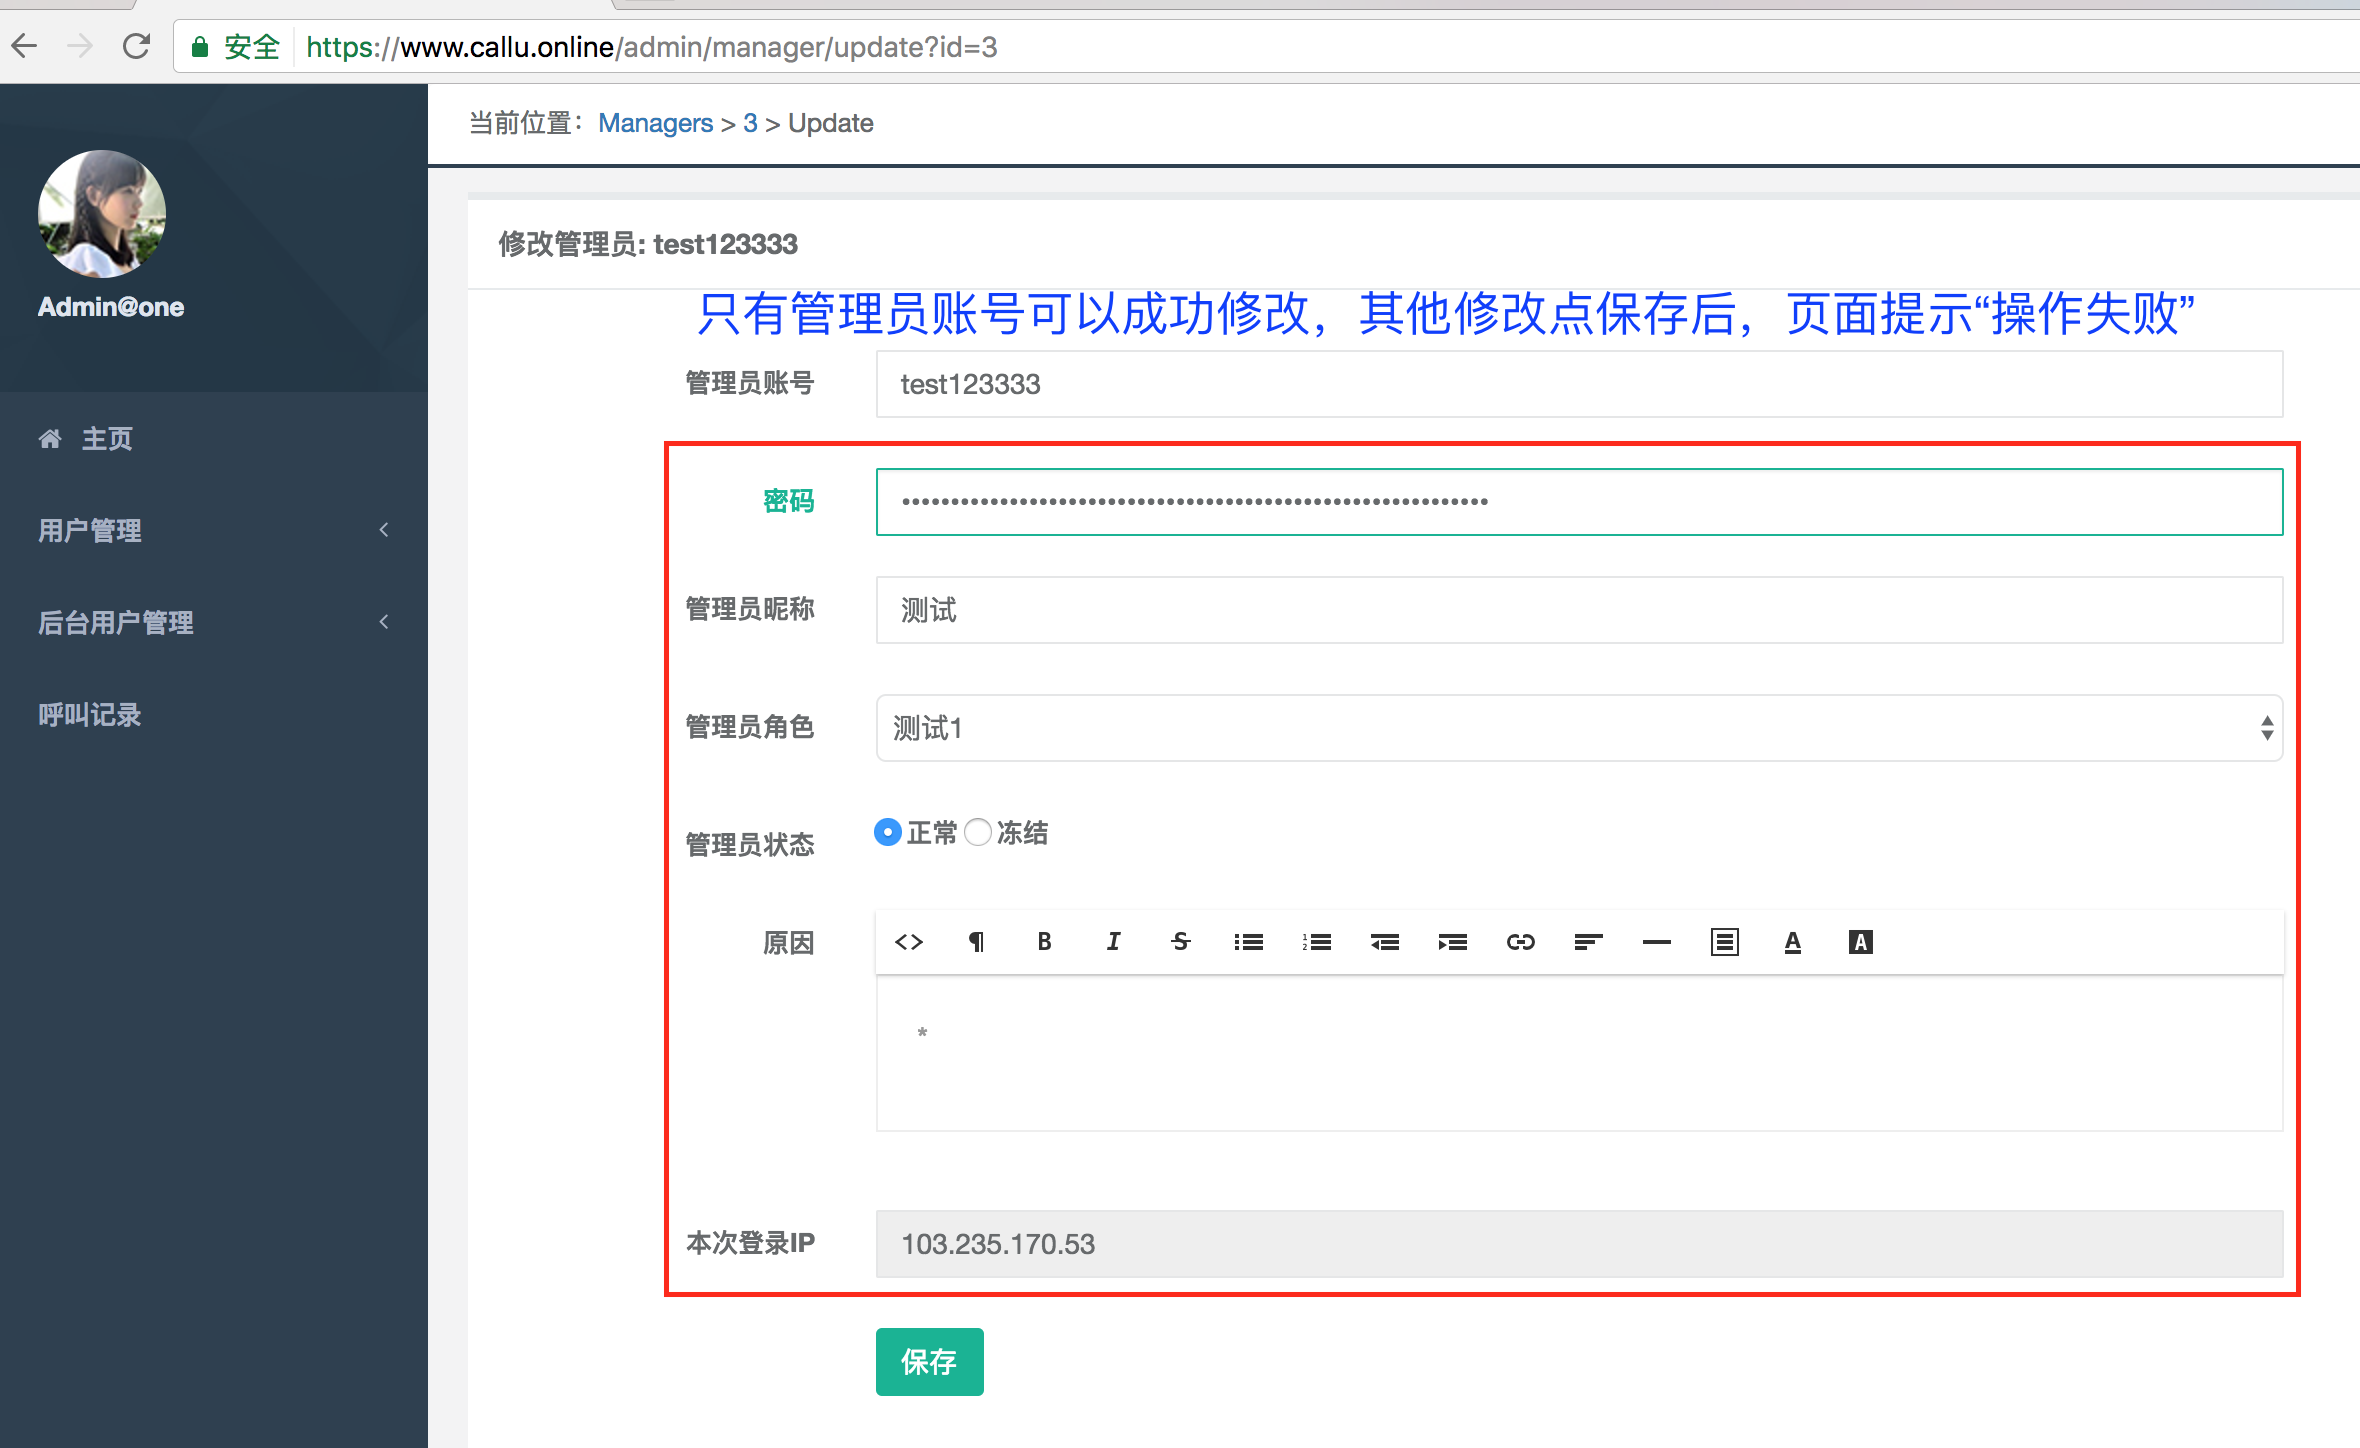 安全 https://www.callu.online/admin/manager/update?id=3
当前位置：Managers > 3 > Update
Admin@one
主页
用户管理
后台用户管理
呼叫记录
修改管理员: test123333
只有管理员账号可以成功修改，其他修改点保存后，页面提示“操作失败”
管理员账号 test123333
密码 ••••••••••••••••••••••••••••••••••••••••••••••••••••••••••••
管理员昵称 测试
管理员角色 测试1
管理员状态 正常 冻结
原因
*
本次登录IP 103.235.170.53
保存